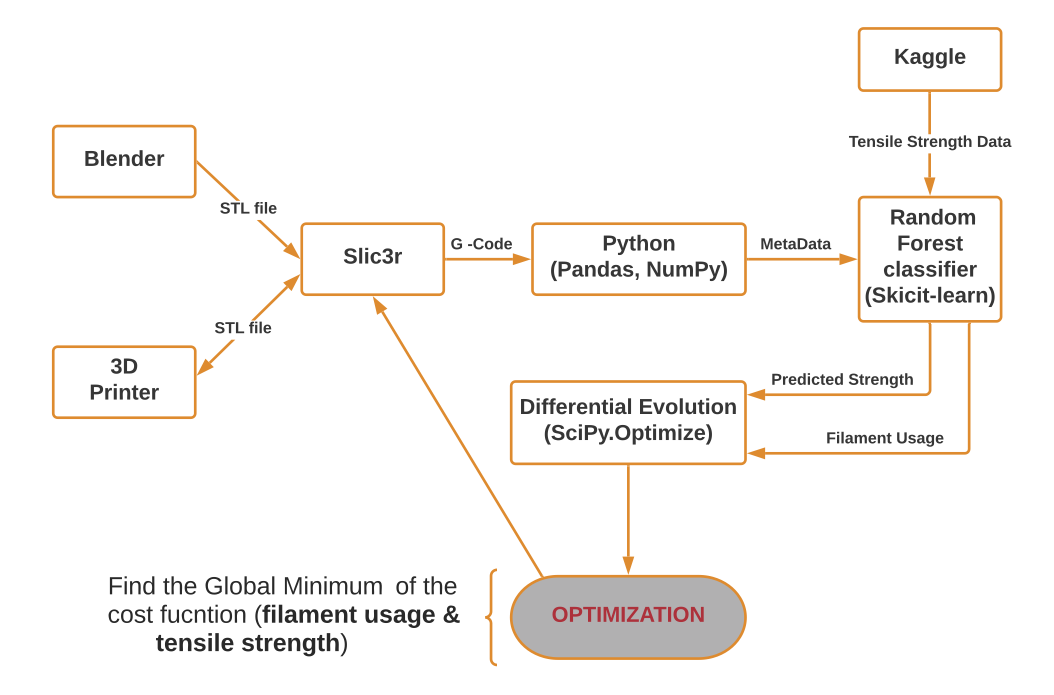 Kaggle
Tensile Strength Data
Blender
STL file
Slic3r
G -Code
Python
(Pandas, NumPy)
MetaData
Random
Forest
classifier
(Skicit-learn)
STL file
3D
Printer
Predicted Strength
Differential Evolution
(SciPy.Optimize)
Filament Usage
Find the Global Minimum of the
cost fucntion (filament usage &
tensile strength)
OPTIMIZATION